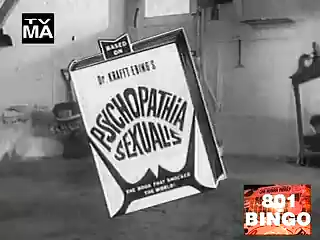 TV
MA
BASED
ON
Dr. KRAFFT EBING'S
PSYCHOPATHIA
SEXUALIS
THE BOOK THAT SHOCKED
THE WORLD!
801
BINGO